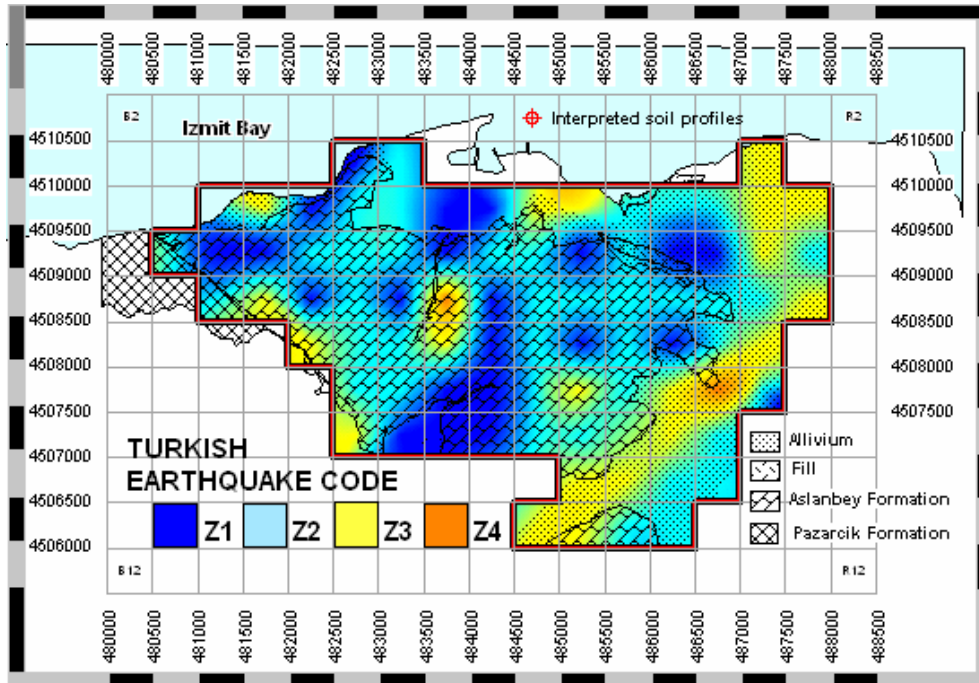 480000 480500 481000 481500 482000 482500 483000 483500 484000 484500 485000 485500 486000 486500 487000 487500 488000 488500
B2
Izmit Bay
Interpreted soil profiles
R2
4510500 4510500
4510000 4510000
4509500 4509500
4509000 4509000
4508500 4508500
4508000 4508000
4507500 4507500
4507000 4507000
4506500 4506500
4506000 4506000
TURKISH
EARTHQUAKE CODE
Z1 Z2 Z3 Z4
Allivium
Fill
Aslanbey Formation
Pazarcik Formation
B12
R12
480000 480500 481000 481500 482000 482500 483000 483500 484000 484500 485000 485500 486000 486500 487000 487500 488000 488500